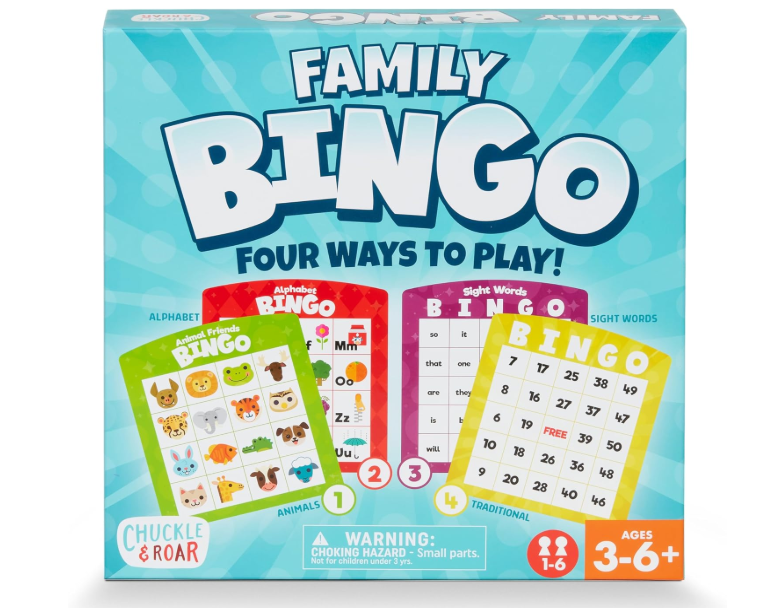 FAMILY
BINGO
FAMILY
BINGO
FOUR WAYS TO PLAY!
ALPHABET
Alphabet
BINGO
f
Mm
Oo
Zz
Uu
Sight Words
BINGO
so it
that one
are they
is
will
SIGHT WORDS
Animal Friends
BINGO
BINGO
7 17 25 38 49
8 16 27 37 47
6 19 FREE 39 50
10 18 26 36 48
9 20 28 40 46
ANIMALS 1
2
3
4 TRADITIONAL
CHUCKLE
& ROAR
WARNING:
CHOKING HAZARD - Small parts.
Not for children under 3 yrs.
1-6
AGES
3-6+